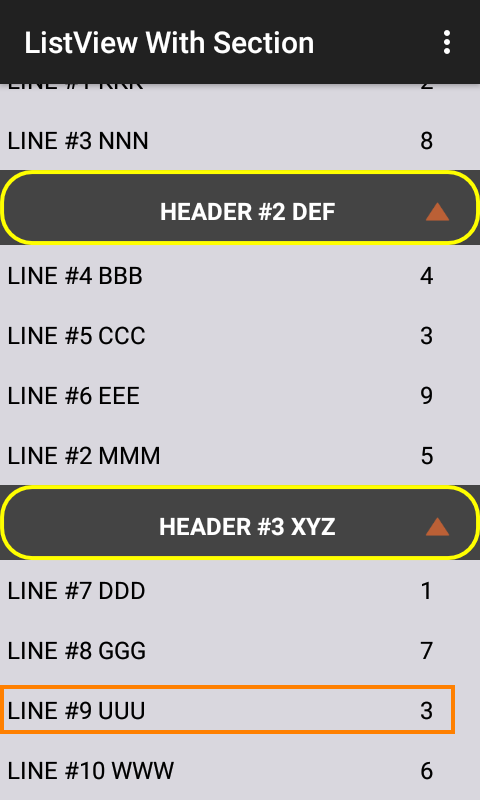 ListView With Section
LINE #3 NNN 8
HEADER #2 DEF
LINE #4 BBB 4
LINE #5 CCC 3
LINE #6 EEE 9
LINE #2 MMM 5
HEADER #3 XYZ
LINE #7 DDD 1
LINE #8 GGG 7
LINE #9 UUU 3
LINE #10 WWW 6